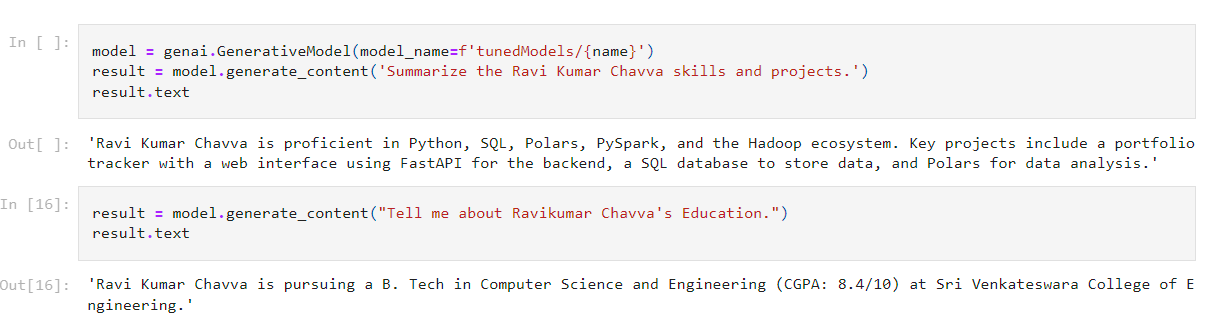 In [ ]:
model = genai.GenerativeModel(model_name=f'tunedModels/{name}')
result = model.generate_content('Summarize the Ravi Kumar Chavva skills and projects.')
result.text
Out[ ]:
'Ravi Kumar Chavva is proficient in Python, SQL, Polars, PySpark, and the Hadoop ecosystem. Key projects include a portfolio
tracker with a web interface using FastAPI for the backend, a SQL database to store data, and Polars for data analysis.'
In [16]:
result = model.generate_content("Tell me about Ravikumar Chavva's Education.")
result.text
Out[16]:
'Ravi Kumar Chavva is pursuing a B. Tech in Computer Science and Engineering (CGPA: 8.4/10) at Sri Venkateswara College of E
ngineering.'